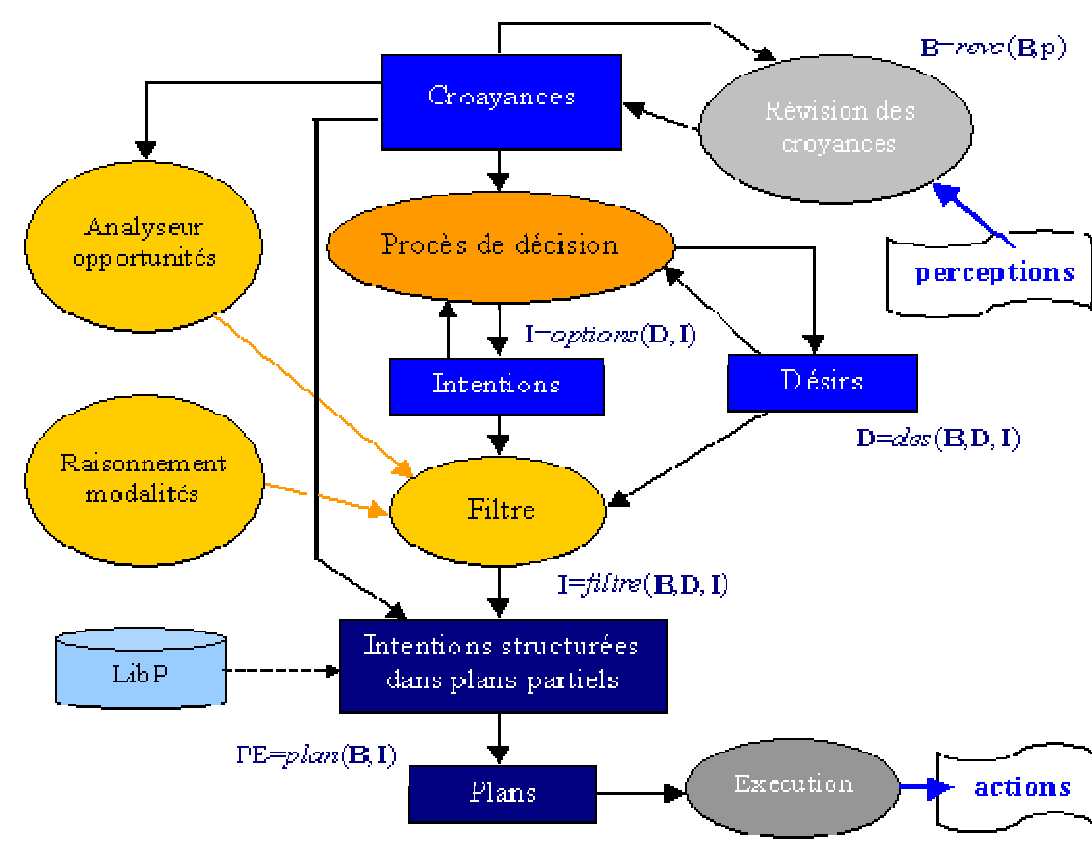 B=revc(B,p)
Croayances
Révision des
croyances
Analyseur
opportunités
Procès de décision
perceptions
I=options(D, I)
Intentions
Désirs
D=des(B,D, I)
Raisonnement
modalités
Filtre
I=filtre(B,D, I)
Intentions structurées
dans plans partiels
LibP
PE=plan(B, I)
Plans
Execution
actions